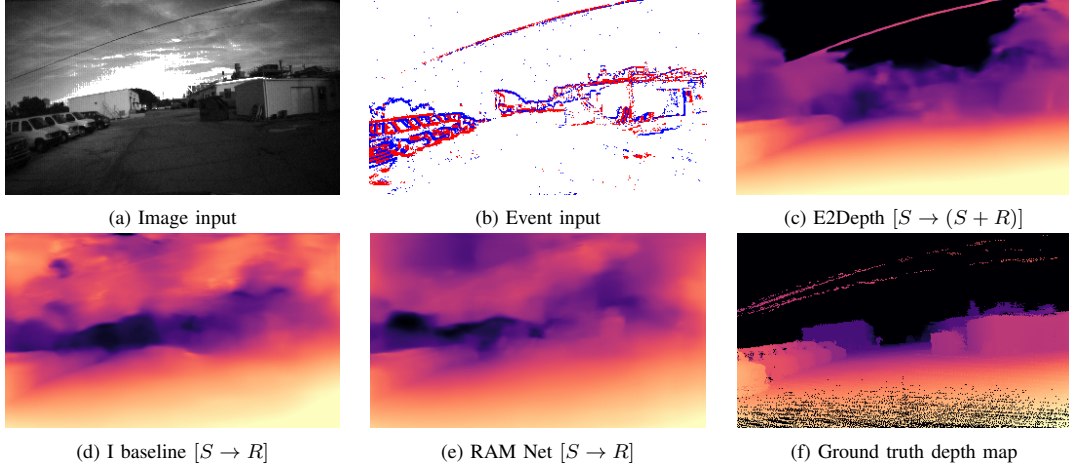 (a) Image input
(b) Event input
(c) E2Depth [S → (S + R)]
(d) I baseline [S → R]
(e) RAM Net [S → R]
(f) Ground truth depth map